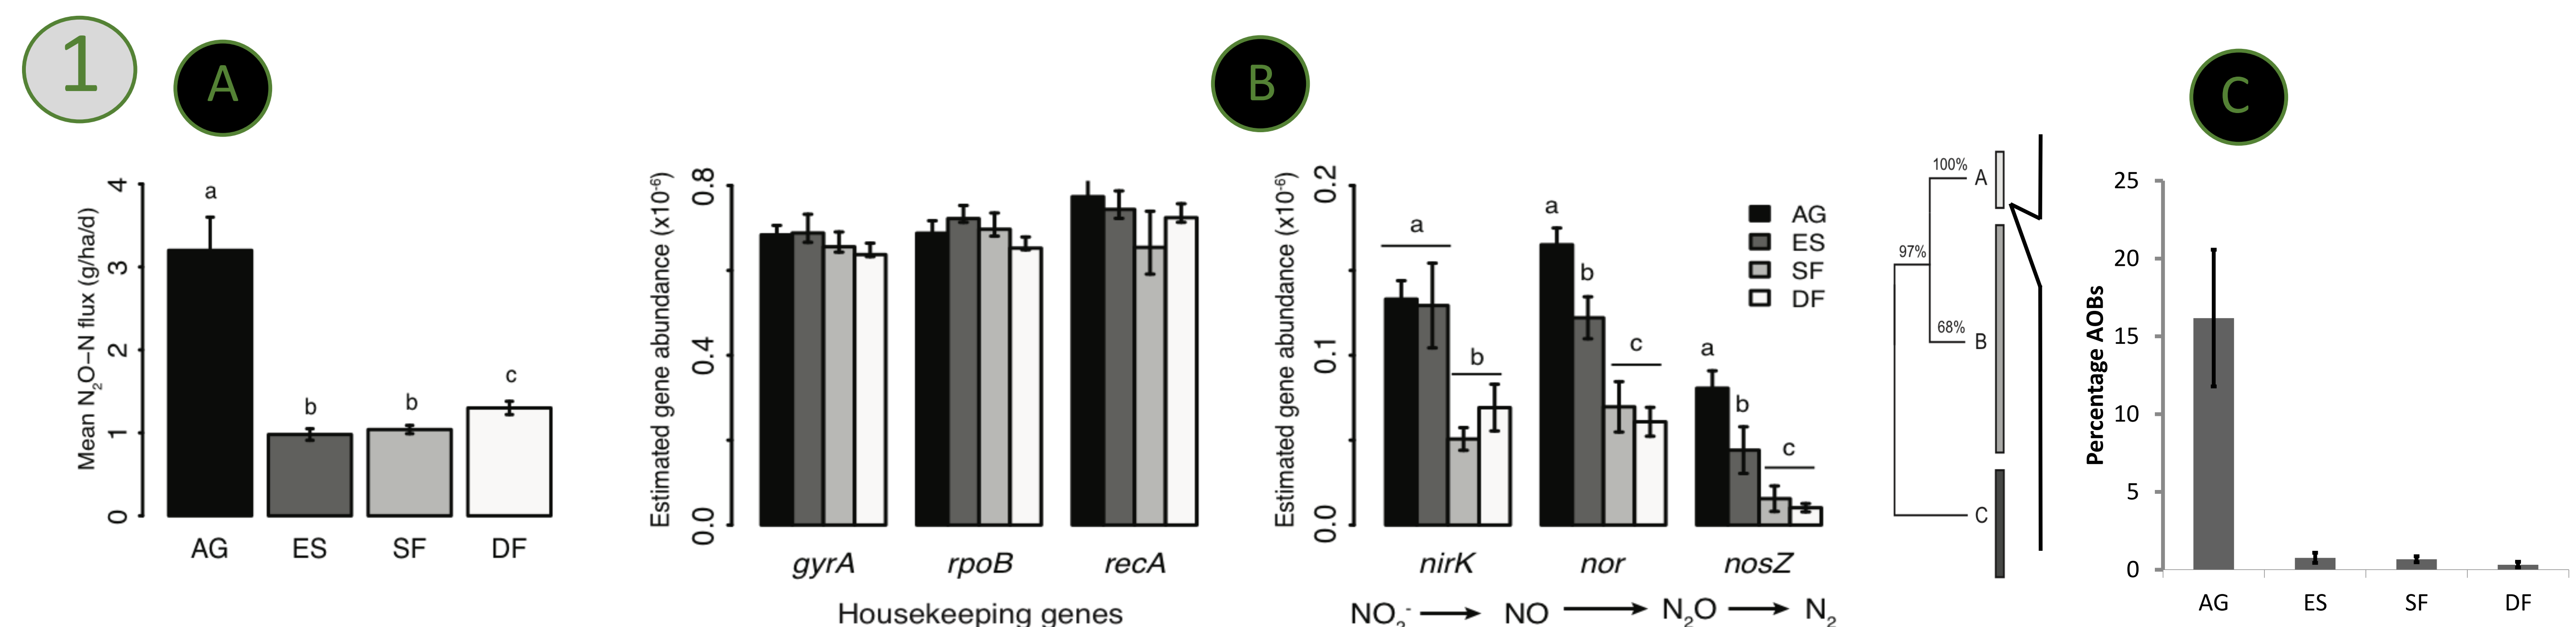 1
A
B
C
Mean N₂O–N flux (g/ha/d)
4
3
2
1
0
a
b
b
c
AG
ES
SF
DF
Estimated gene abundance (x10⁻⁶)
0.8
0.4
0.0
gyrA
rpoB
recA
Housekeeping genes
Estimated gene abundance (x10⁻⁶)
0.2
0.1
0.0
a
b
a
b
c
a
b
c
AG
ES
SF
DF
nirK
nor
nosZ
NO₂⁻ → NO → N₂O → N₂
100%
A
97%
68%
B
C
Percentage AOBs
25
20
15
10
5
0
AG
ES
SF
DF